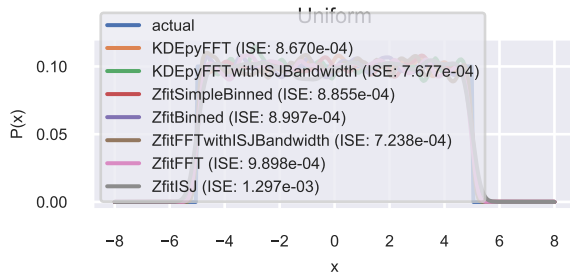 Uniform
actual
KDEpyFFT (ISE: 8.670e-04)
KDEpyFFTwithISJBandwidth (ISE: 7.677e-04)
ZfitSimpleBinned (ISE: 8.855e-04)
ZfitBinned (ISE: 8.997e-04)
ZfitFFTwithISJBandwidth (ISE: 7.238e-04)
ZfitFFT (ISE: 9.898e-04)
ZfitISJ (ISE: 1.297e-03)
P(x)
0.10
0.05
0.00
−8 −6 −4 −2 0 2 4 6 8
x